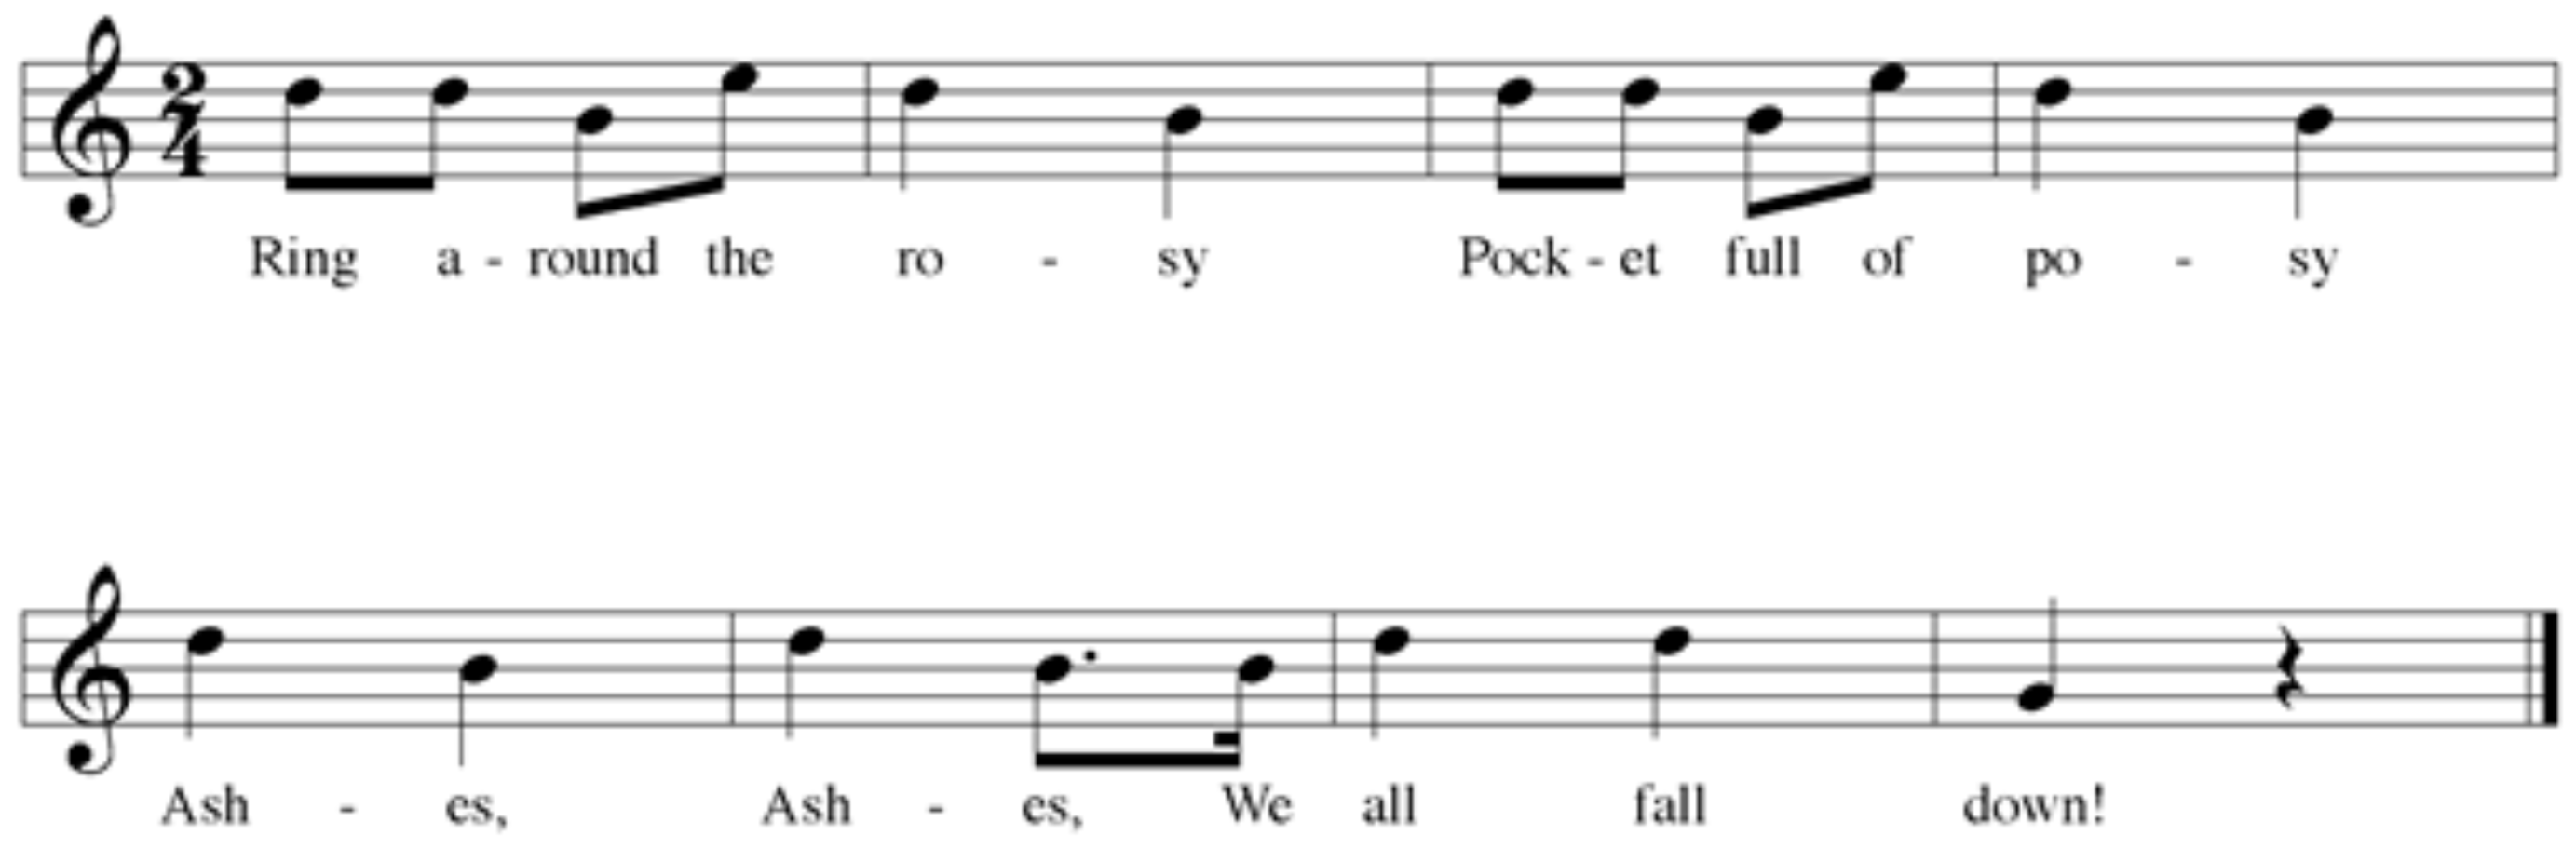 2
4
Ring a - round the ro - sy Pock - et full of po - sy
Ash - es, Ash - es, We all fall down!